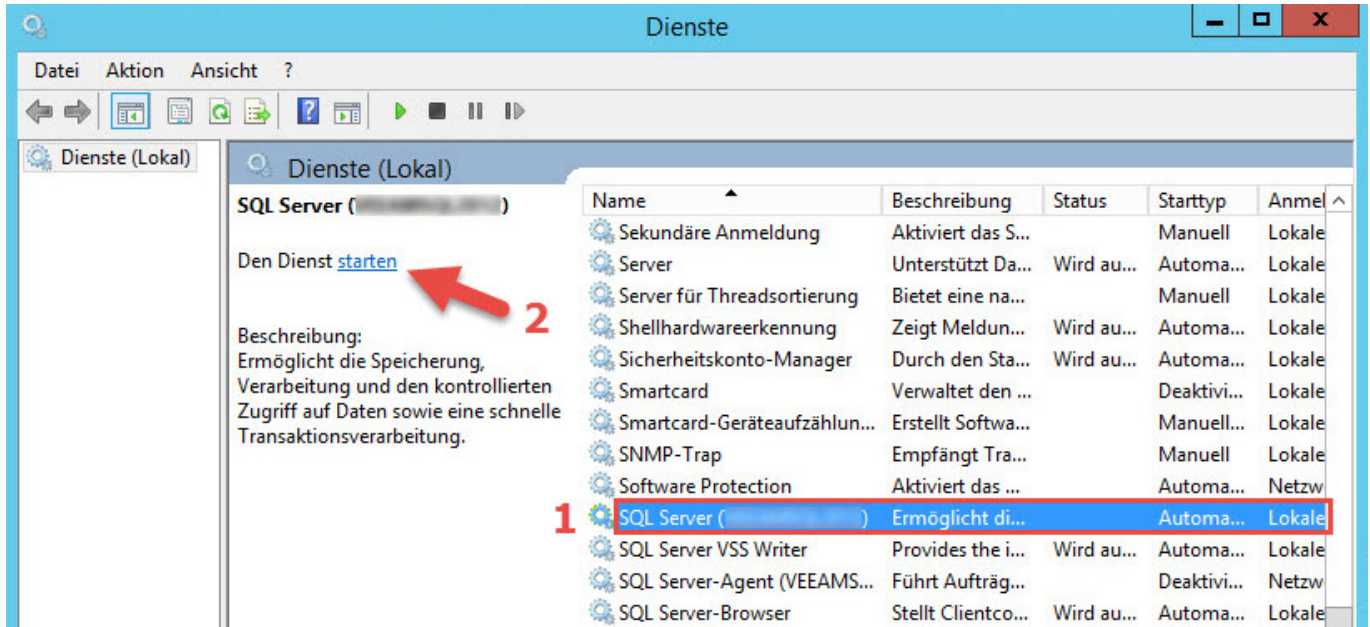 Dienste
Datei Aktion Ansicht ?
Dienste (Lokal)
Dienste (Lokal)
SQL Server ( )
Den Dienst starten
2
Beschreibung:
Ermöglicht die Speicherung,
Verarbeitung und den kontrollierten
Zugriff auf Daten sowie eine schnelle
Transaktionsverarbeitung.
Name Beschreibung Status Starttyp Anmel
Sekundäre Anmeldung Aktiviert das S... Manuell Lokale
Server Unterstützt Da... Wird au... Automa... Lokale
Server für Threadsortierung Bietet eine na... Manuell Lokale
Shellhardwareerkennung Zeigt Meldun... Wird au... Automa... Lokale
Sicherheitskonto-Manager Durch den Sta... Wird au... Automa... Lokale
Smartcard Verwaltet den ... Deaktivi... Lokale
Smartcard-Geräteaufzählun... Erstellt Softwa... Manuell... Lokale
SNMP-Trap Empfängt Tra... Manuell Lokale
Software Protection Aktiviert das ... Automa... Netzw
1 SQL Server ( ) Ermöglicht di... Automa... Lokale
SQL Server VSS Writer Provides the i... Wird au... Automa... Lokale
SQL Server-Agent (VEEAMS... Führt Aufträg... Deaktivi... Netzw
SQL Server-Browser Stellt Clientco... Wird au... Automa... Lokale